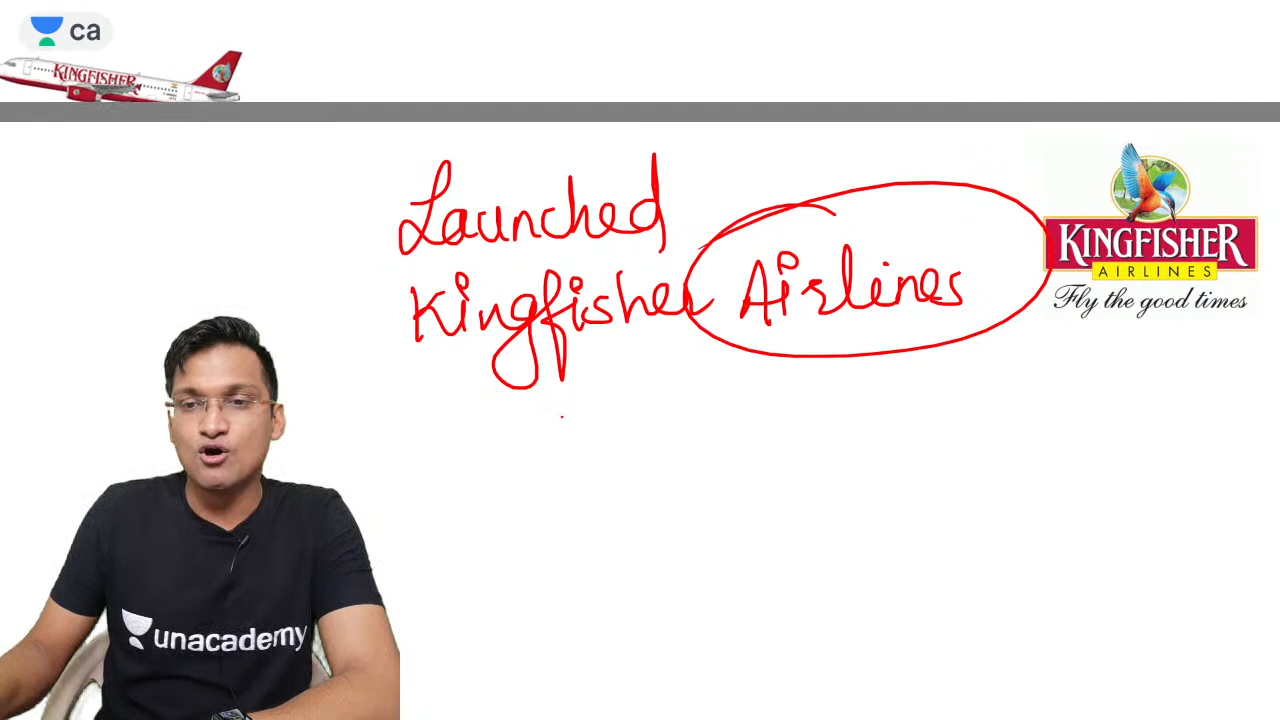 ca
KINGFISHER
Launched
Kingfisher Airlines
KINGFISHER
AIRLINES
Fly the good times
unacademy